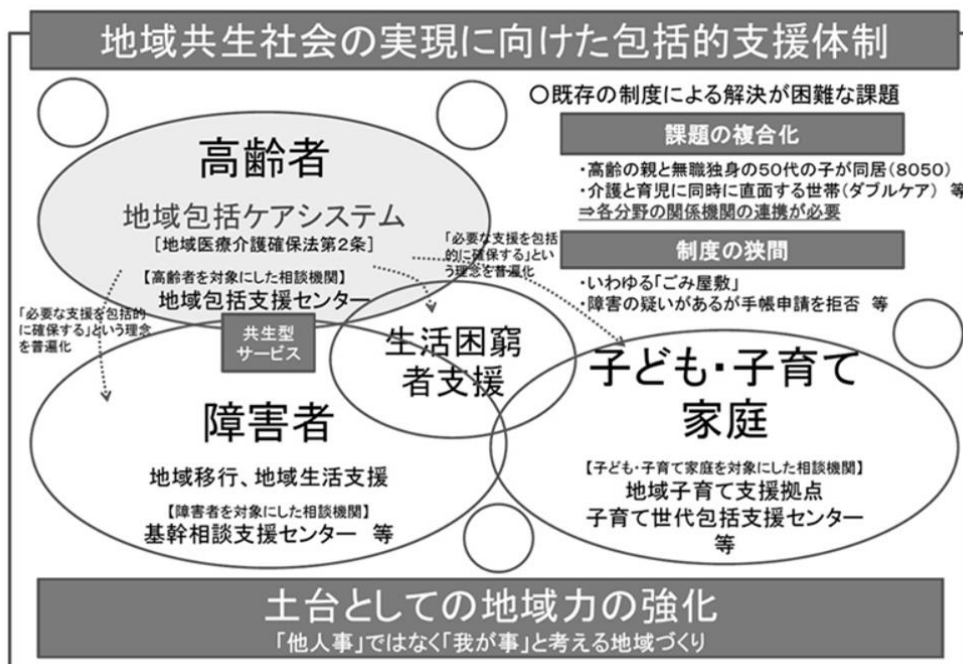 地域共生社会の実現に向けた包括的支援体制
○既存の制度による解決が困難な課題
課題の複合化
・高齢の親と無職独身の50代の子が同居(8050)
・介護と育児に同時に直面する世帯(ダブルケア) 等
⇒各分野の関係機関の連携が必要
制度の狭間
・いわゆる「ごみ屋敷」
・障害の疑いがあるが手帳申請を拒否 等
高齢者
地域包括ケアシステム
[地域医療介護確保法第2条]
【高齢者を対象にした相談機関】
地域包括支援センター
「必要な支援を包括
的に確保する」とい
う理念を普遍化
「必要な支援を包括的
に確保する」という理念
を普遍化
共生型
サービス
生活困窮
者支援
障害者
地域移行、地域生活支援
【障害者を対象にした相談機関】
基幹相談支援センター 等
子ども・子育て
家庭
【子ども・子育て家庭を対象にした相談機関】
地域子育て支援拠点
子育て世代包括支援センター
等
土台としての地域力の強化
「他人事」ではなく「我が事」と考える地域づくり